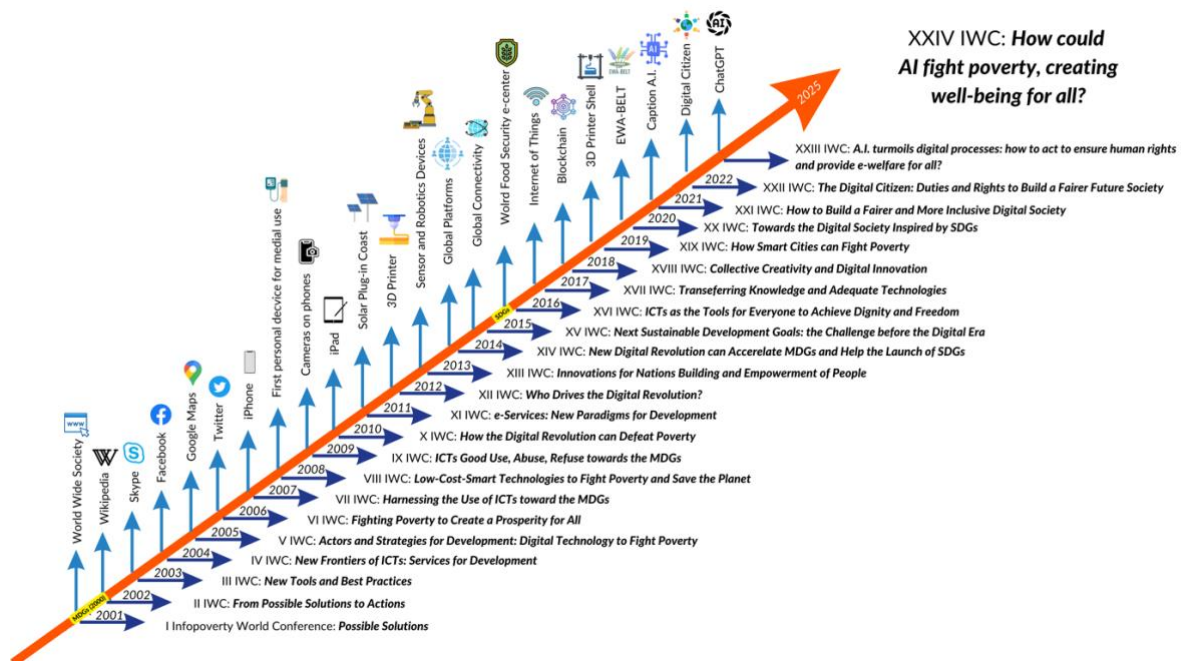 XXIV IWC: How could
AI fight poverty, creating
well-being for all?
2025
ChatGPT
Digital Citizen
Caption A.I.
EWA-BELT
3D Printer Shell
Blockchain
Internet of Things
Wolrd Food Security e-center
Global Connectivity
Global Platforms
Sensor and Robotics Devices
3D Printer
Solar Plug-in Coast
iPad
Cameras on phones
First personal decvice for medial use
iPhone
Twitter
Google Maps
Facebook
Skype
Wikipedia
World Wide Society
WWW
W
S
AI
AI
EWA-BELT
XXIII IWC: A.I. turmoils digital processes: how to act to ensure human rights
and provide e-welfare for all?
2022
XXII IWC: The Digital Citizen: Duties and Rights to Build a Fairer Future Society
2021
XXI IWC: How to Build a Fairer and More Inclusive Digital Society
2020
XX IWC: Towards the Digital Society Inspired by SDGs
2019
XIX IWC: How Smart Cities can Fight Poverty
2018
XVIII IWC: Collective Creativity and Digital Innovation
2017
XVII IWC: Transeferring Knowledge and Adequate Technologies
SDGs
2016
XVI IWC: ICTs as the Tools for Everyone to Achieve Dignity and Freedom
2015
XV IWC: Next Sustainable Development Goals: the Challenge before the Digital Era
2014
XIV IWC: New Digital Revolution can Accerelate MDGs and Help the Launch of SDGs
2013
XIII IWC: Innovations for Nations Building and Empowerment of People
2012
XII IWC: Who Drives the Digital Revolution?
2011
XI IWC: e-Services: New Paradigms for Development
2010
X IWC: How the Digital Revolution can Defeat Poverty
2009
IX IWC: ICTs Good Use, Abuse, Refuse towards the MDGs
2008
VIII IWC: Low-Cost-Smart Technologies to Fight Poverty and Save the Planet
2007
VII IWC: Harnessing the Use of ICTs toward the MDGs
2006
VI IWC: Fighting Poverty to Create a Prosperity for All
2005
V IWC: Actors and Strategies for Development: Digital Technology to Fight Poverty
2004
IV IWC: New Frontiers of ICTs: Services for Development
2003
III IWC: New Tools and Best Practices
MDGs (2000)
2002
II IWC: From Possible Solutions to Actions
2001
I Infopoverty World Conference: Possible Solutions